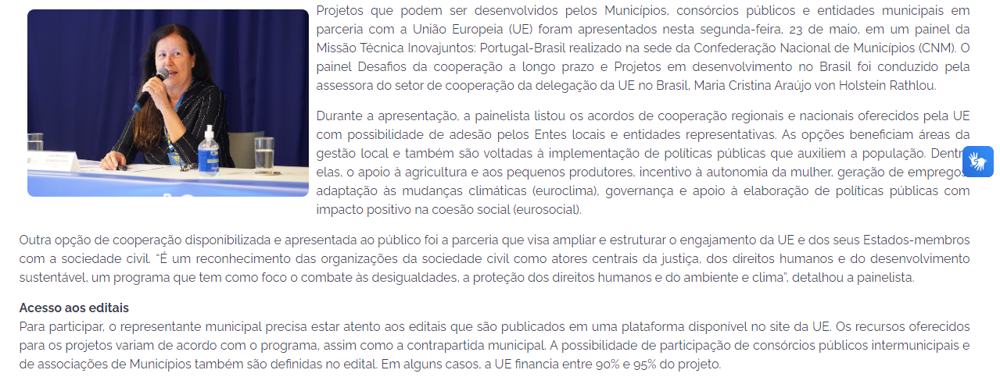 Projetos que podem ser desenvolvidos pelos Municípios, consórcios públicos e entidades municipais em
parceria com a União Europeia (UE) foram apresentados nesta segunda-feira, 23 de maio, em um painel da
Missão Técnica Inovajuntos: Portugal-Brasil realizado na sede da Confederação Nacional de Municípios (CNM). O
painel Desafios da cooperação a longo prazo e Projetos em desenvolvimento no Brasil foi conduzido pela
assessora do setor de cooperação da delegação da UE no Brasil, Maria Cristina Araújo von Holstein Rathlou.
Durante a apresentação, a painelista listou os acordos de cooperação regionais e nacionais oferecidos pela UE
com possibilidade de adesão pelos Entes locais e entidades representativas. As opções beneficiam áreas da
gestão local e também são voltadas à implementação de políticas públicas que auxiliem a população. Dentre
elas, o apoio à agricultura e aos pequenos produtores, incentivo à autonomia da mulher, geração de empregos,
adaptação às mudanças climáticas (euroclima), governança e apoio à elaboração de políticas públicas com
impacto positivo na coesão social (eurosocial).
Outra opção de cooperação disponibilizada e apresentada ao público foi a parceria que visa ampliar e estruturar o engajamento da UE e dos seus Estados-membros
com a sociedade civil. “É um reconhecimento das organizações da sociedade civil como atores centrais da justiça, dos direitos humanos e do desenvolvimento
sustentável, um programa que tem como foco o combate às desigualdades, a proteção dos direitos humanos e do ambiente e clima”, detalhou a painelista.
Acesso aos editais
Para participar, o representante municipal precisa estar atento aos editais que são publicados em uma plataforma disponível no site da UE. Os recursos oferecidos
para os projetos variam de acordo com o programa, assim como a contrapartida municipal. A possibilidade de participação de consórcios públicos intermunicipais e
de associações de Municípios também são definidas no edital. Em alguns casos, a UE financia entre 90% e 95% do projeto.